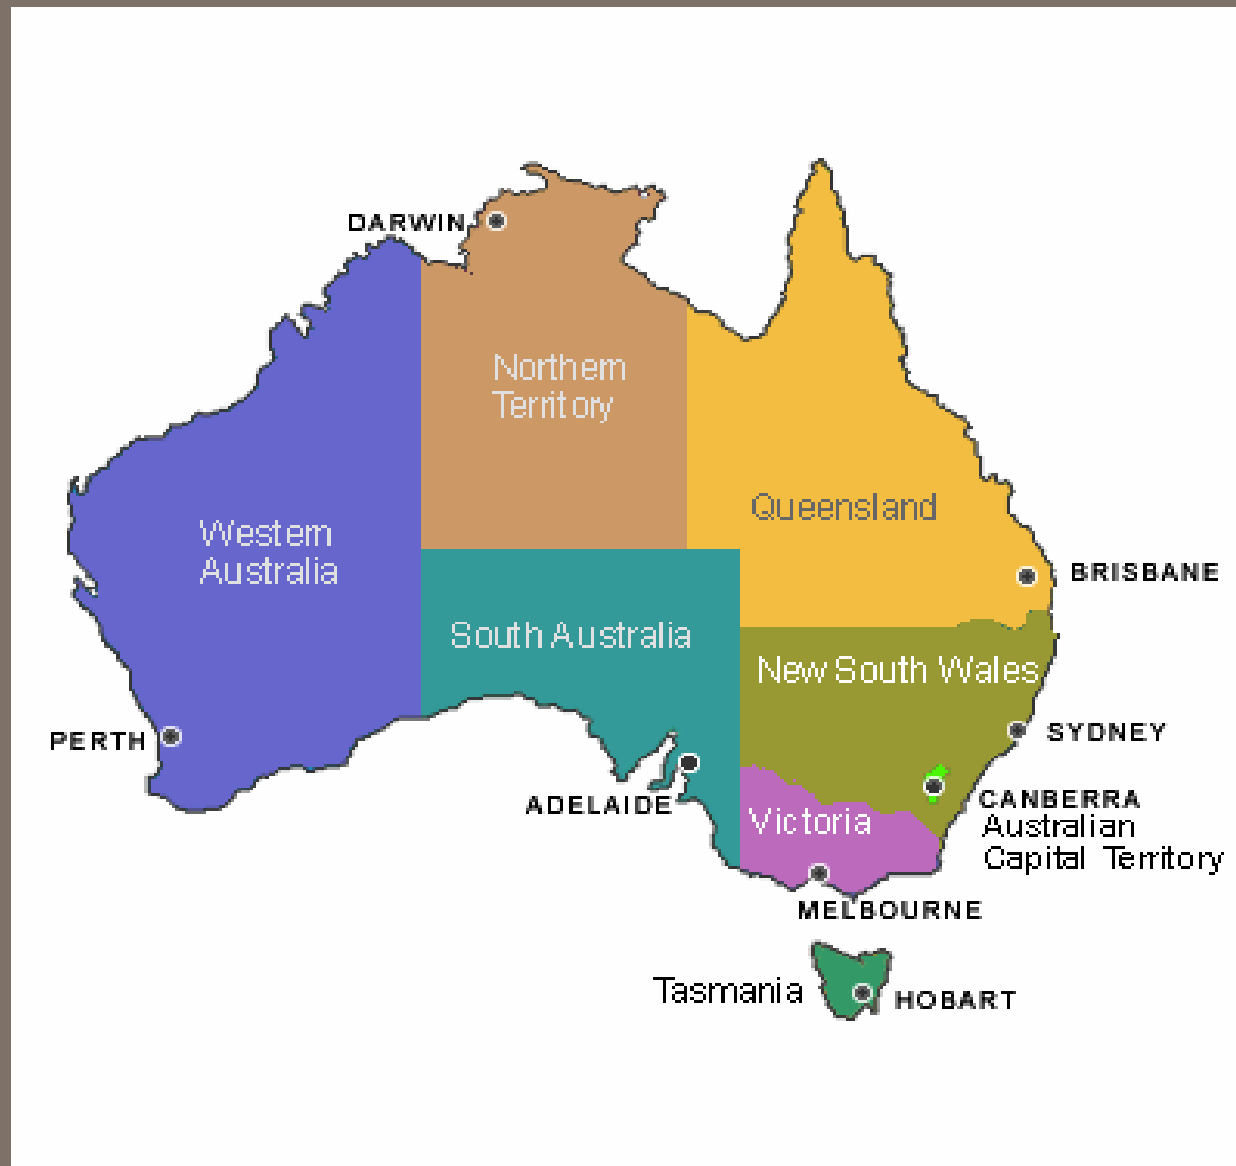 DARWIN
Northern
Territory
Queensland
Western
Australia
BRISBANE
South Australia
New South Wales
PERTH
SYDNEY
ADELAIDE
CANBERRA
Victoria
Australian
Capital Territory
MELBOURNE
Tasmania
HOBART